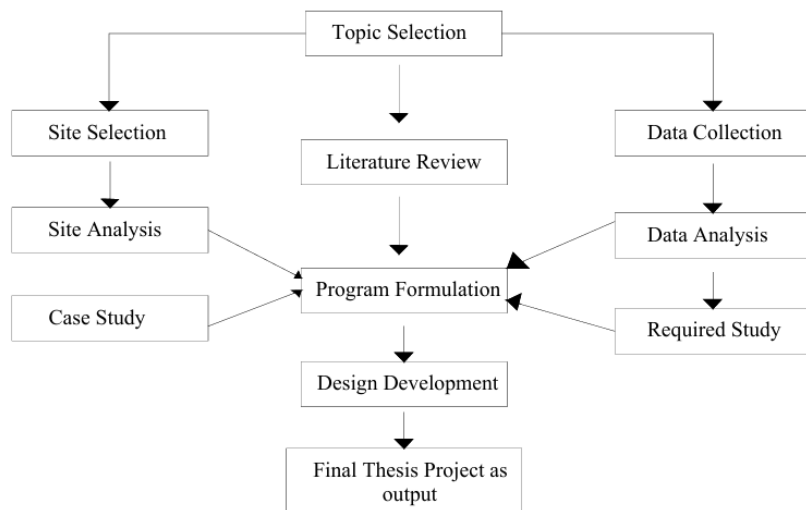 Topic Selection
Site Selection
Data Collection
Literature Review
Site Analysis
Data Analysis
Program Formulation
Case Study
Required Study
Design Development
Final Thesis Project as
output